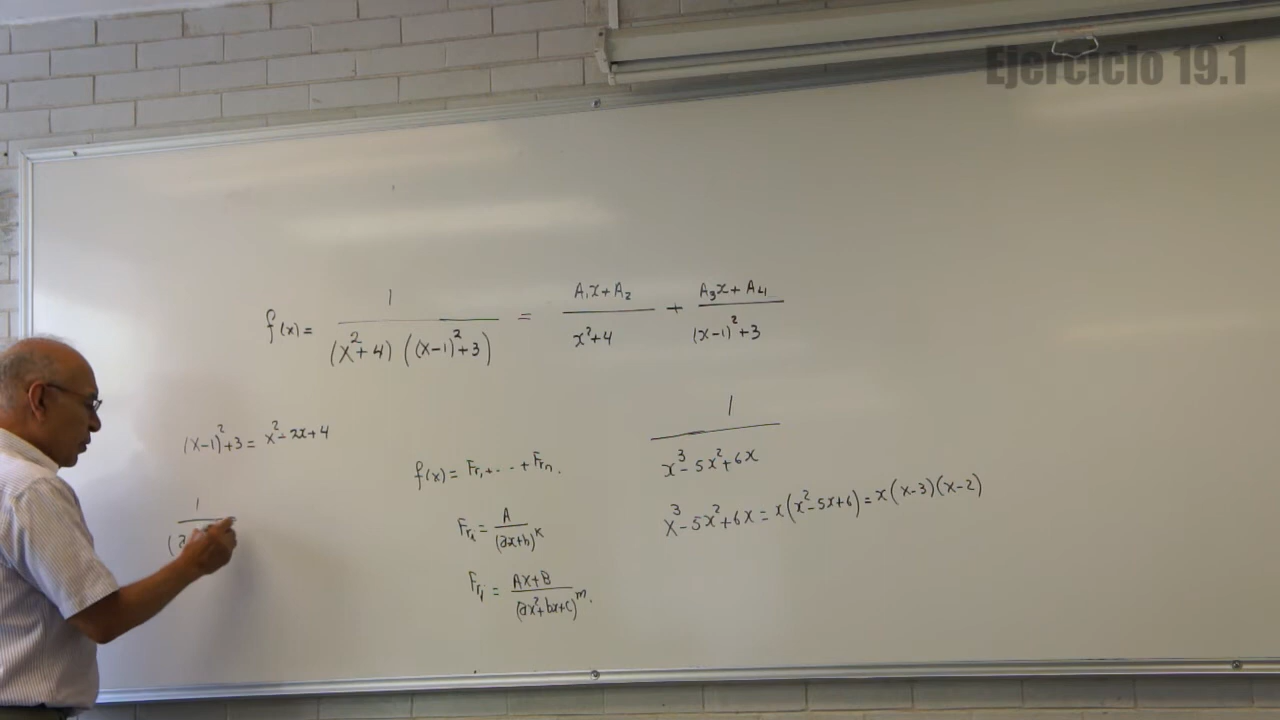 Ejercicio 19.1
f(x) = 1 / (x²+4) ((x-1)²+3) = A₁x+A₂ / x²+4 + A₃x+A₄ / (x-1)²+3
(x-1)²+3 = x²-2x+4
1
1 / x³-5x²+6x
f(x) = Fr₁+...+Frₙ.
x³-5x²+6x = x(x²-5x+6) = x(x-3)(x-2)
Frᵢ = A / (ax+b)ᵏ
Frⱼ = Ax+B / (ax²+bx+c)ᵐ.